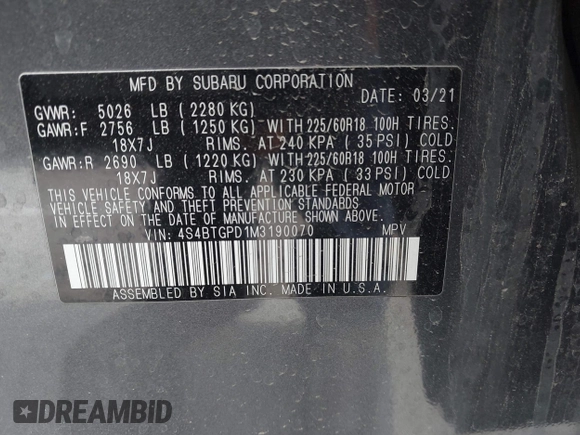 MFD BY SUBARU CORPORATION
DATE: 03/21
GVWR: 5026 LB (2280 KG)
GAWR:F 2756 LB (1250 KG) WITH 225/60R18 100H TIRES.
18X7J RIMS. AT 240 KPA (35 PSI) COLD
GAWR:R 2690 LB (1220 KG) WITH 225/60R18 100H TIRES.
18X7J RIMS. AT 230 KPA (33 PSI) COLD
THIS VEHICLE CONFORMS TO ALL APPLICABLE FEDERAL MOTOR
VEHICLE SAFETY AND THEFT PREVENTION STANDARDS
IN EFFECT ON THE DATE OF MANUFACTURE SHOWN ABOVE.
VIN: 4S4BTGPD1M3190070 MPV
ASSEMBLED BY SIA INC. MADE IN U.S.A.
DREAMBID